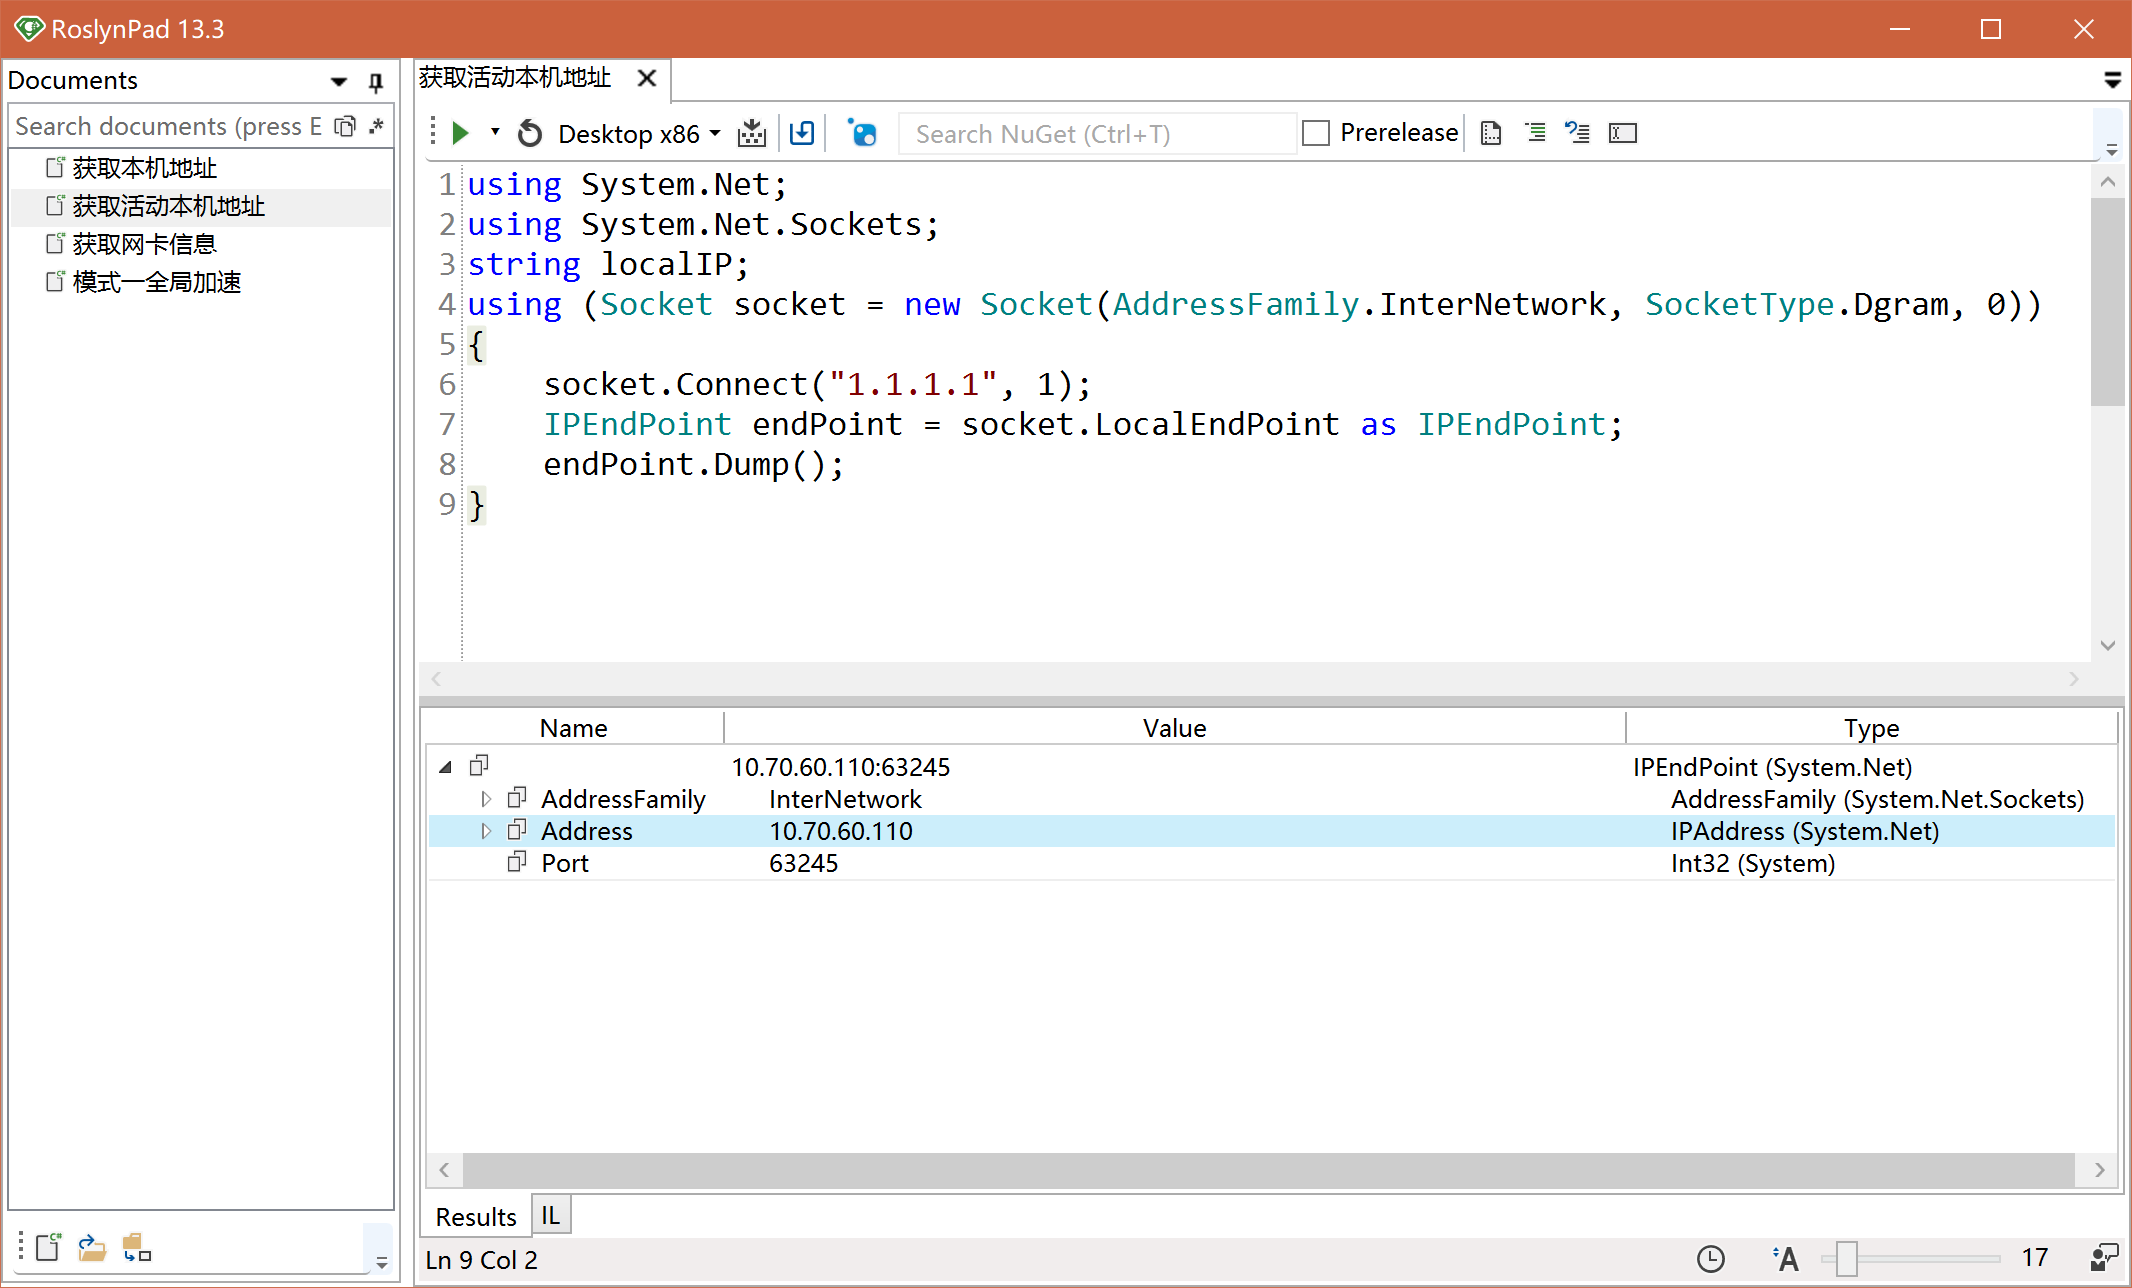 RoslynPad 13.3
Documents
Search documents (press E
获取本机地址
获取活动本机地址
获取网卡信息
模式一全局加速
获取活动本机地址
Desktop x86
Search NuGet (Ctrl+T)
Prerelease
1 using System.Net;
2 using System.Net.Sockets;
3 string localIP;
4 using (Socket socket = new Socket(AddressFamily.InterNetwork, SocketType.Dgram, 0))
5 {
6     socket.Connect("1.1.1.1", 1);
7     IPEndPoint endPoint = socket.LocalEndPoint as IPEndPoint;
8     endPoint.Dump();
9 }
Name Value Type
10.70.60.110:63245 IPEndPoint (System.Net)
AddressFamily InterNetwork AddressFamily (System.Net.Sockets)
Address 10.70.60.110 IPAddress (System.Net)
Port 63245 Int32 (System)
Results IL
Ln 9 Col 2
A 17